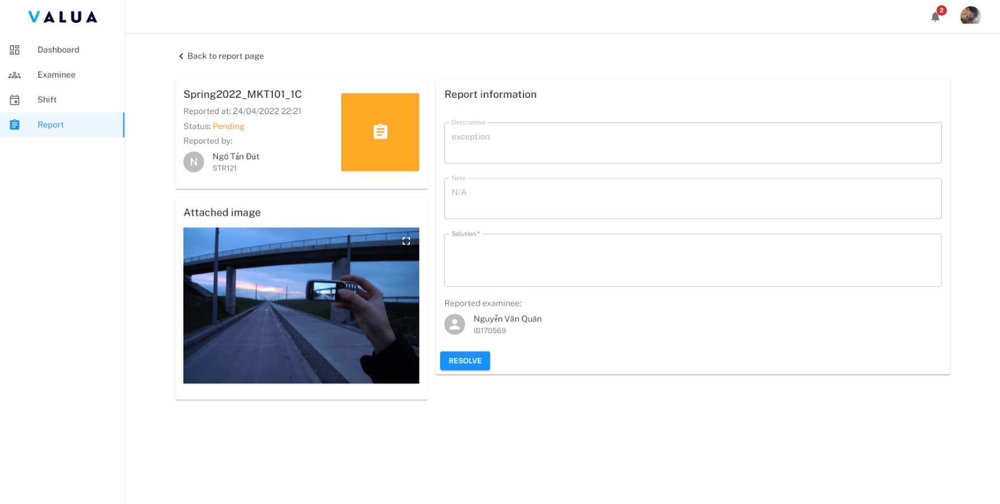 VALUA
2
Dashboard
Examinee
Shift
Report
Back to report page
Spring2022_MKT101_1C
Reported at: 24/04/2022 22:21
Status: Pending
Reported by:
N
Ngô Tấn Đứt
STR121
Attached image
Report information
Description
exception
Note
N/A
Solution *
Reported examinee:
Nguyễn Văn Quân
IB170569
RESOLVE